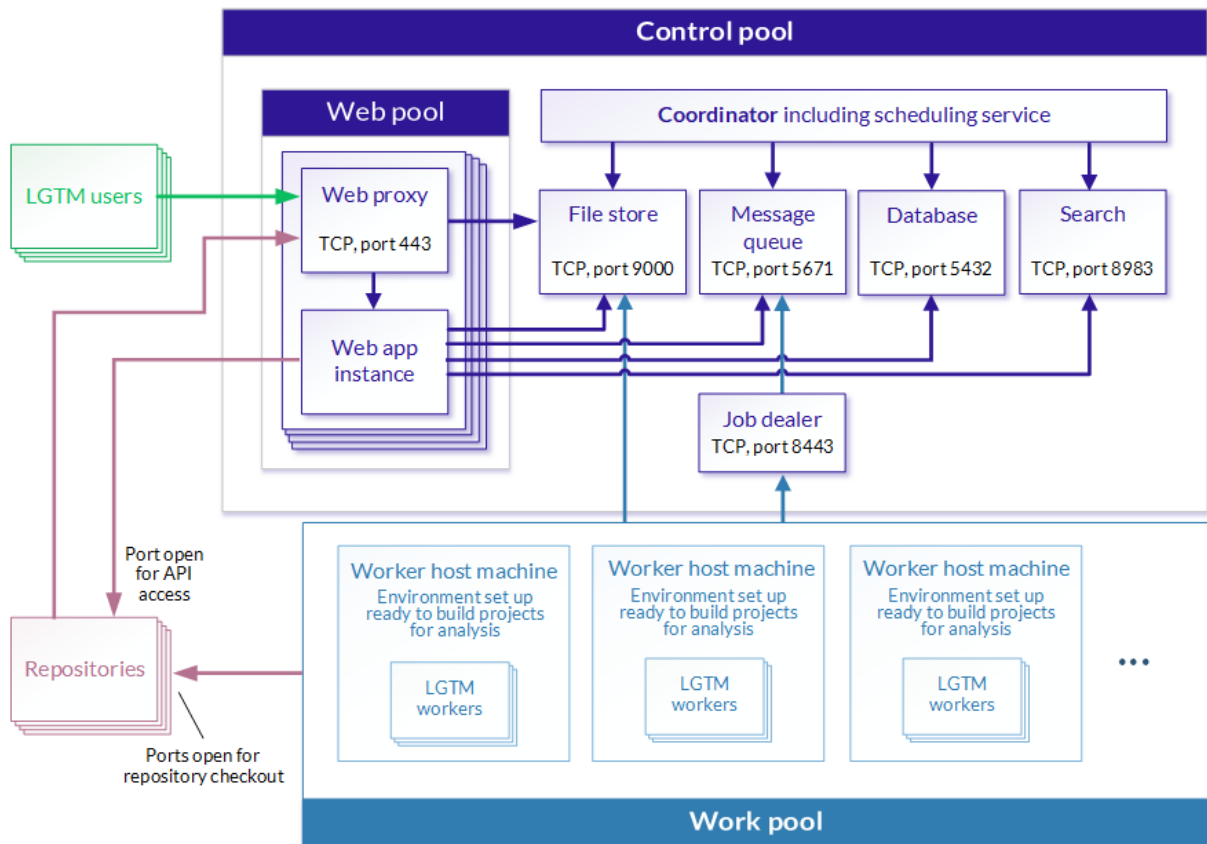 Control pool
Web pool
Coordinator including scheduling service
LGTM users
Web proxy
TCP, port 443
File store
TCP, port 9000
Message
queue
TCP, port 5671
Database
TCP, port 5432
Search
TCP, port 8983
Web app
instance
Job dealer
TCP, port 8443
Port open
for API
access
Repositories
Ports open for
repository checkout
Worker host machine
Environment set up
ready to build projects
for analysis
LGTM
workers
Worker host machine
Environment set up
ready to build projects
for analysis
LGTM
workers
Worker host machine
Environment set up
ready to build projects
for analysis
LGTM
workers
...
Work pool